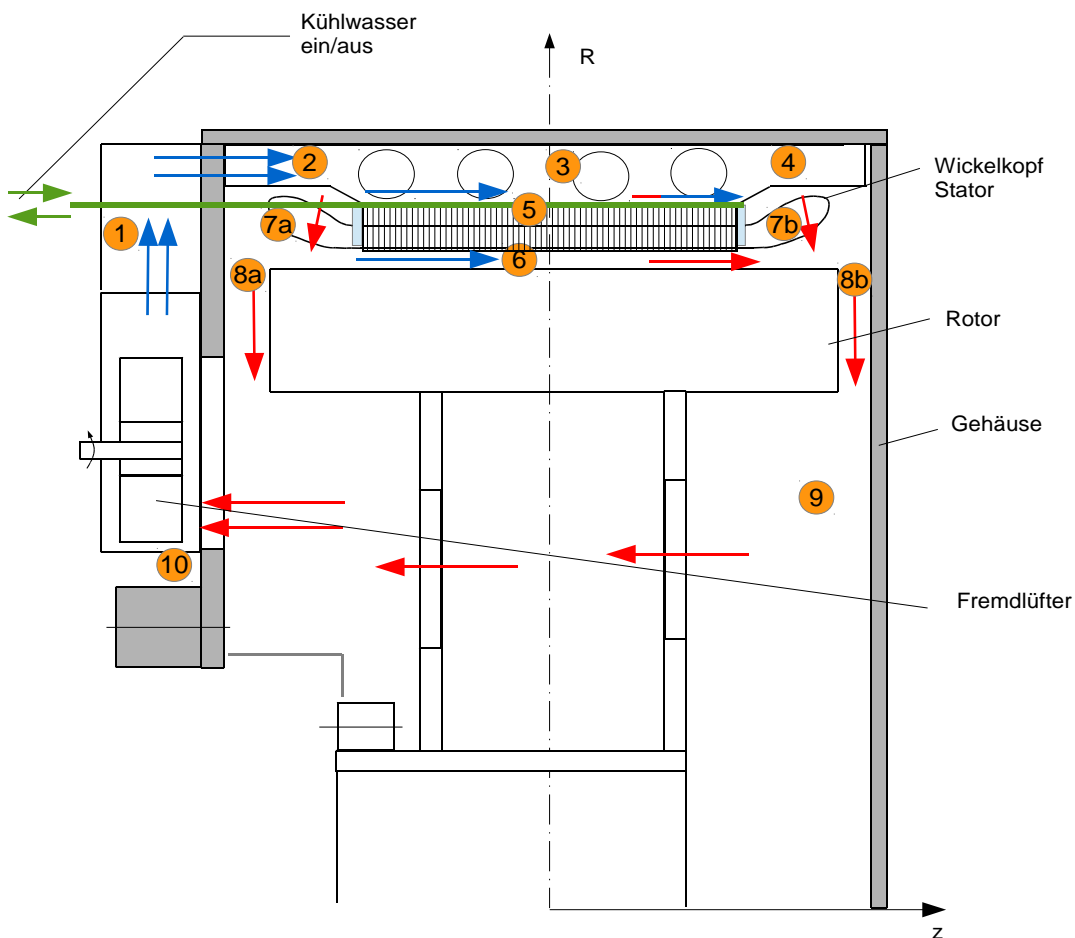 Kühlwasser
ein/aus
R
2
3
4
Wickelkopf
Stator
1
7a
5
7b
6
8a
8b
Rotor
Gehäuse
9
10
Fremdlüfter
z